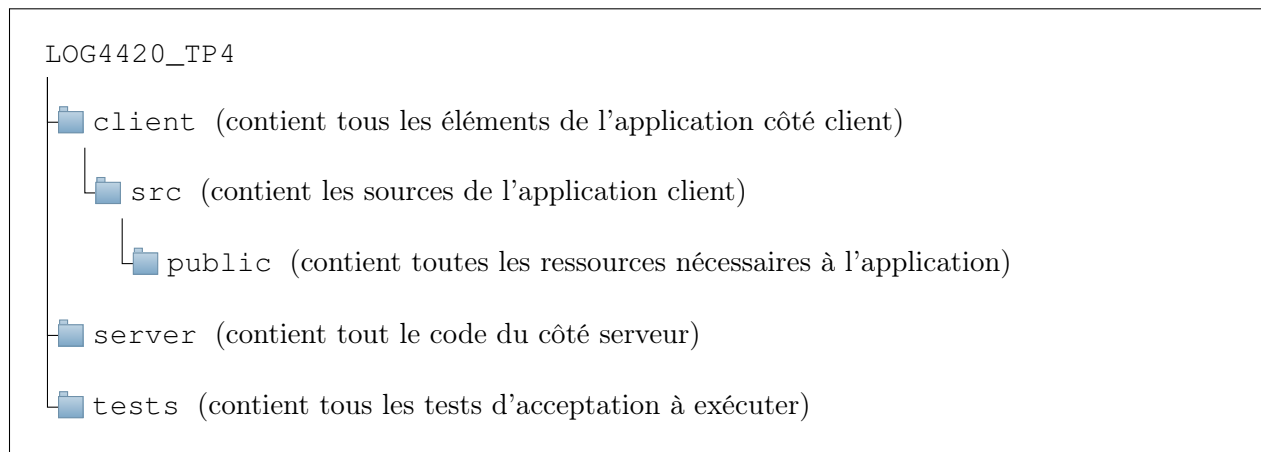 LOG4420_TP4
client (contient tous les éléments de l'application côté client)
src (contient les sources de l'application client)
public (contient toutes les ressources nécessaires à l'application)
server (contient tout le code du côté serveur)
tests (contient tous les tests d'acceptation à exécuter)